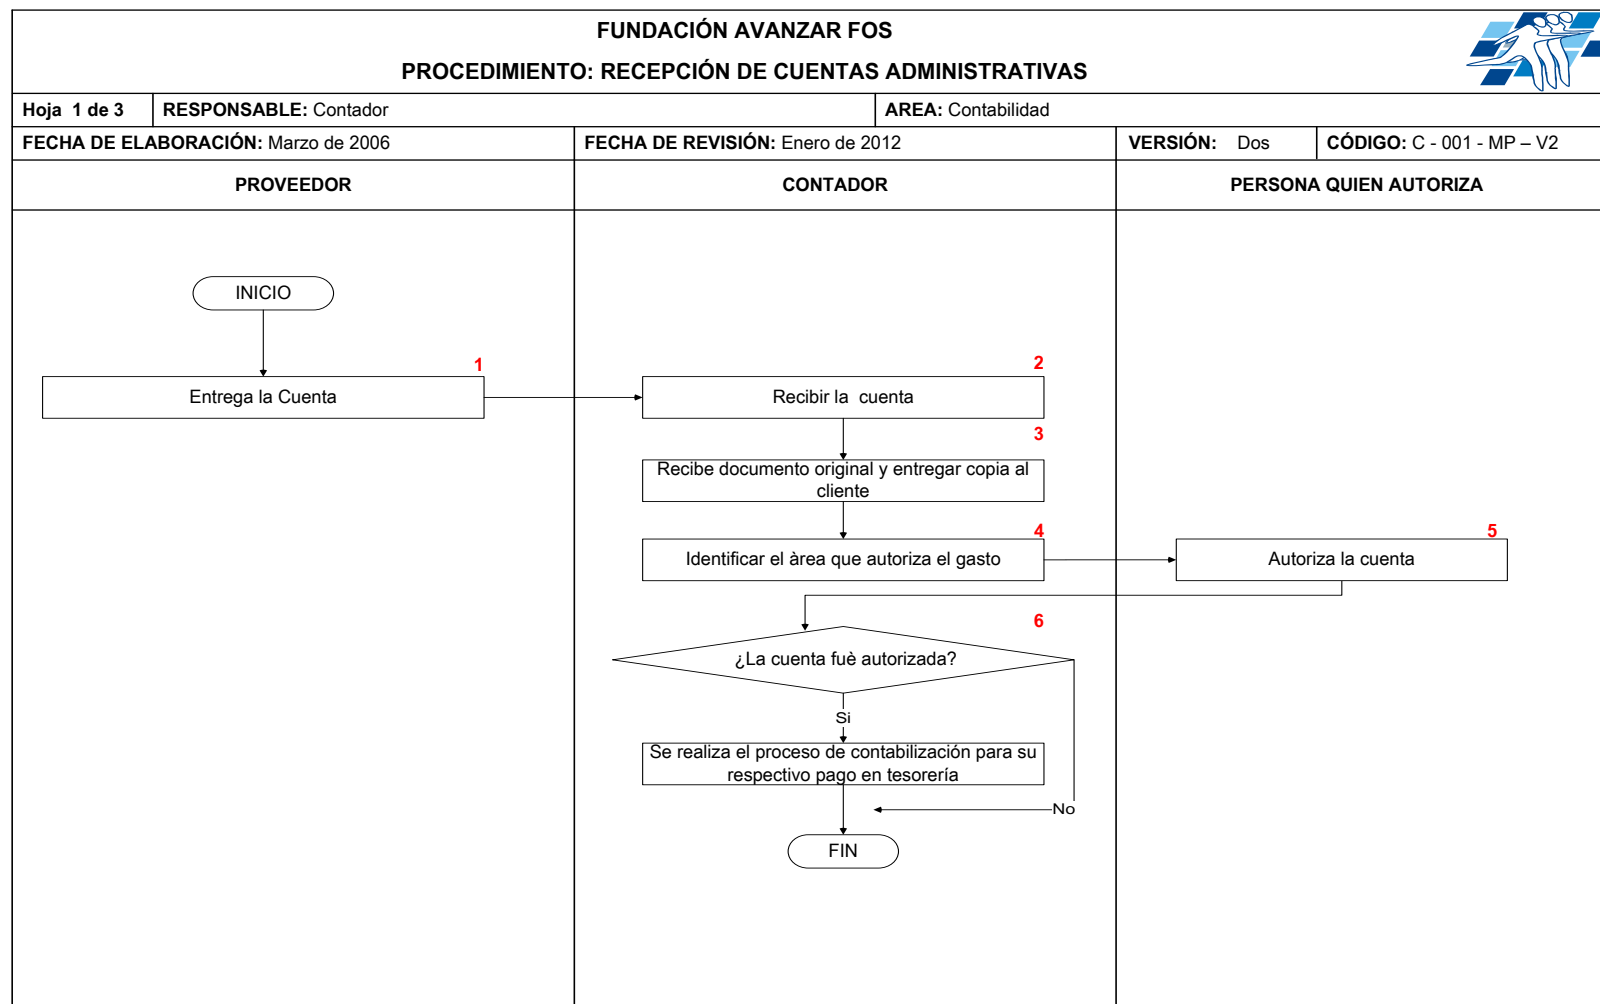 FUNDACIÓN AVANZAR FOS
PROCEDIMIENTO: RECEPCIÓN DE CUENTAS ADMINISTRATIVAS
Hoja 1 de 3 RESPONSABLE: Contador AREA: Contabilidad
FECHA DE ELABORACIÓN: Marzo de 2006 FECHA DE REVISIÓN: Enero de 2012 VERSIÓN: Dos CÓDIGO: C - 001 - MP – V2
PROVEEDOR CONTADOR PERSONA QUIEN AUTORIZA
INICIO
1
Entrega la Cuenta
2
Recibir la cuenta
3
Recibe documento original y entregar copia al
cliente
4
Identificar el àrea que autoriza el gasto
5
Autoriza la cuenta
6
¿La cuenta fuè autorizada?
Si
Se realiza el proceso de contabilización para su
respectivo pago en tesorería
No
FIN